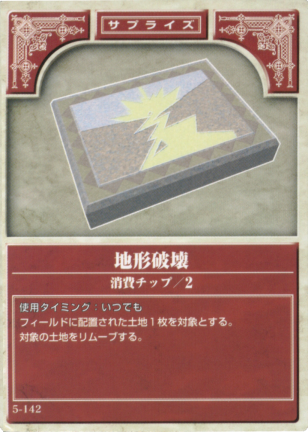 サプライズ
地形破壊
消費チップ／2
使用タイミング：いつでも
フィールドに配置された土地1枚を対象とする。
対象の土地をリムーブする。
5-142